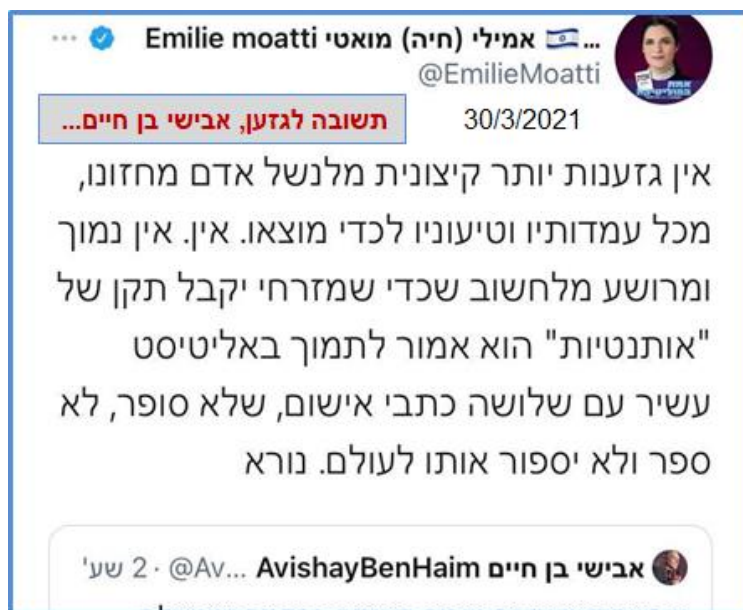 ... 🇮🇱 אמילי (חיה) מואטי Emilie moatti
@EmilieMoatti
30/3/2021
תשובה לגזען, אבישי בן חיים...
אין גזענות יותר קיצונית מלנשל אדם מחזונו,
מכל עמדותיו וטיעוניו לכדי מוצאו. אין. אין נמוך
ומרושע מלחשוב שכדי שמזרחי יקבל תקן של
"אותנטיות" הוא אמור לתמוך באליטיסט
עשיר עם שלושה כתבי אישום, שלא סופר, לא
ספר ולא יספור אותו לעולם. נורא
אבישי בן חיים AvishayBenHaim @Av... · 2 שע'